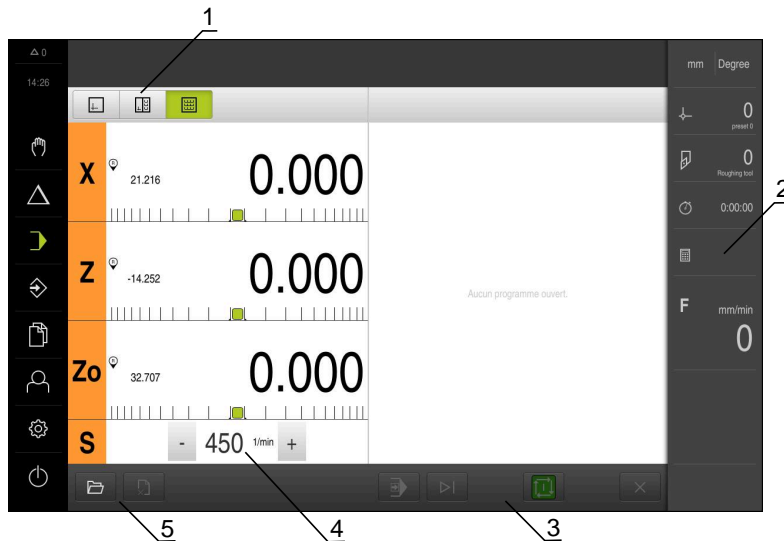 1
0
14:26
mm Degree
0
preset 0
0
Roughing tool
0:00:00
2
F mm/min
0
X R 21.216 0.000
Z R -14.252 0.000
Zo R 32.707 0.000
S - 450 1/min +
Aucun programme ouvert.
5
4
3